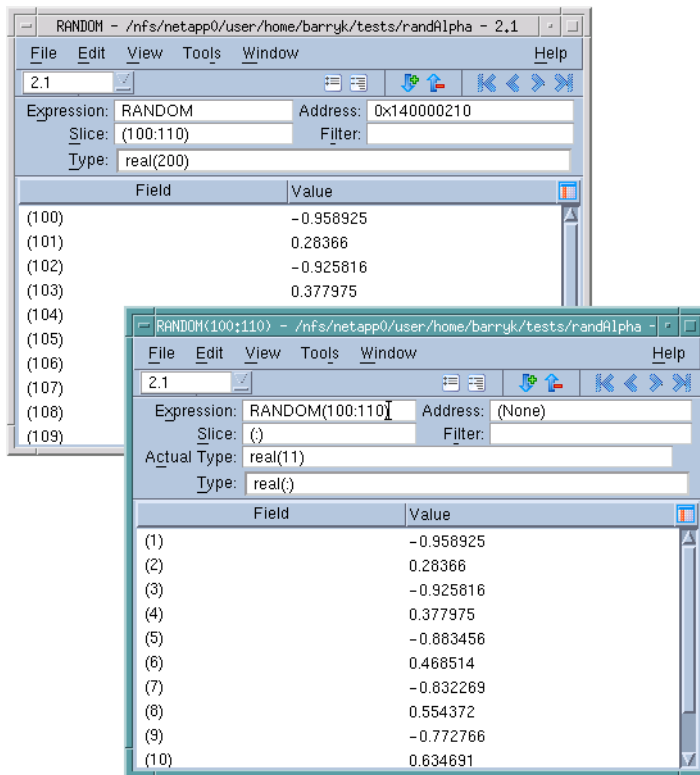 RANDOM - /nfs/netapp0/user/home/barryk/tests/randAlpha - 2.1
File Edit View Tools Window Help
2.1
Expression: RANDOM Address: 0x140000210
Slice: (100:110) Filter:
Type: real(200)
Field Value
(100) -0.958925
(101) 0.28366
(102) -0.925816
(103) 0.377975
(104)
(105)
(106)
(107)
(108)
(109)
RANDOM(100:110) - /nfs/netapp0/user/home/barryk/tests/randAlpha -
File Edit View Tools Window Help
2.1
Expression: RANDOM(100:110) Address: (None)
Slice: (:) Filter:
Actual Type: real(11)
Type: real(:)
Field Value
(1) -0.958925
(2) 0.28366
(3) -0.925816
(4) 0.377975
(5) -0.883456
(6) 0.468514
(7) -0.832269
(8) 0.554372
(9) -0.772766
(10) 0.634691